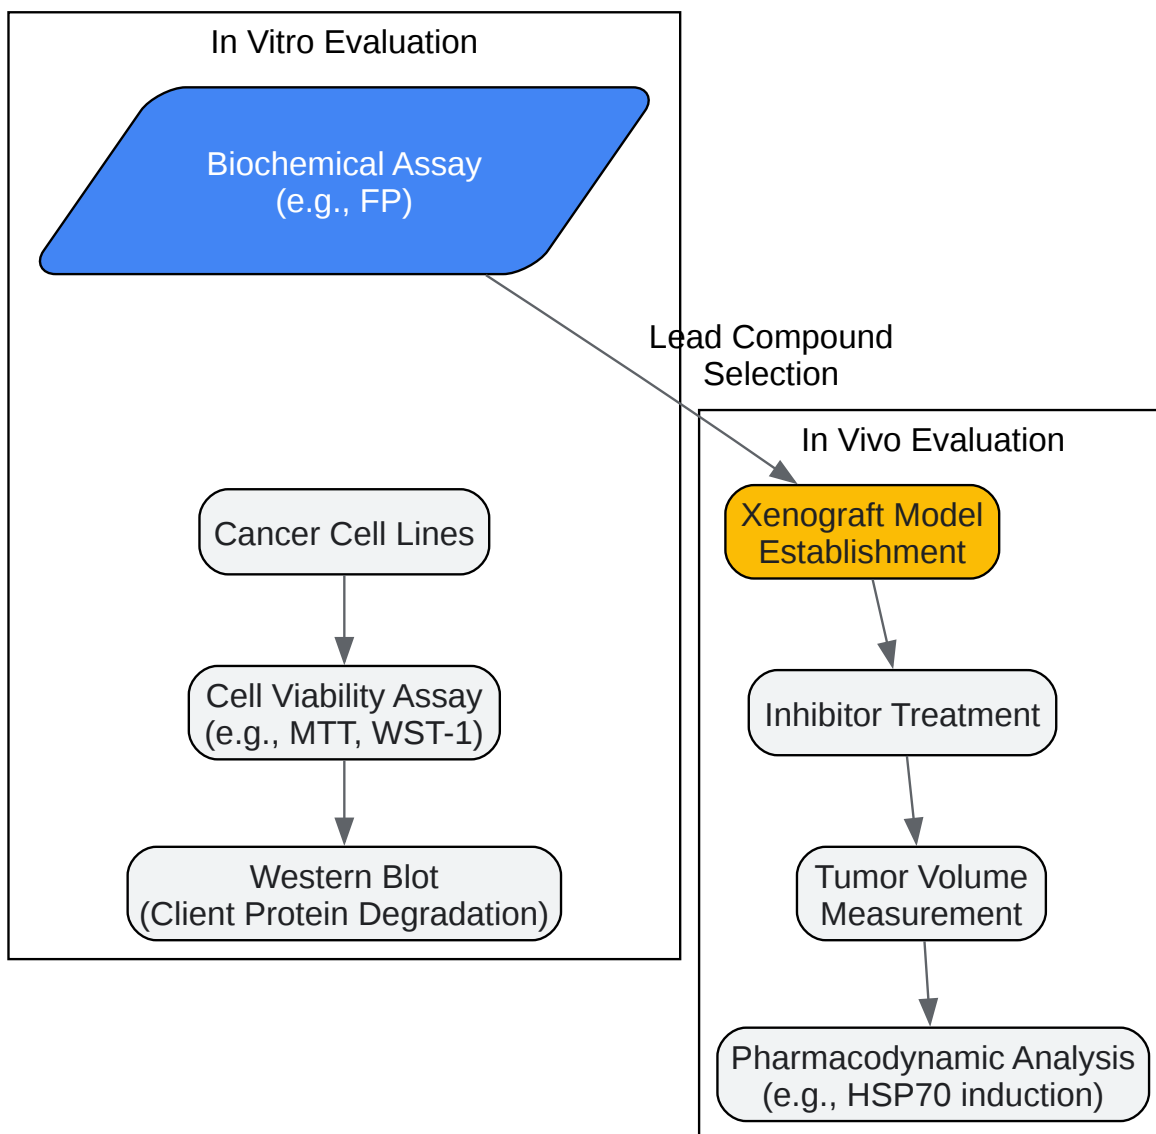 In Vitro Evaluation
Biochemical Assay
(e.g., FP)
Lead Compound
Selection
In Vivo Evaluation
Cancer Cell Lines
Xenograft Model
Establishment
Cell Viability Assay
(e.g., MTT, WST-1)
Inhibitor Treatment
Western Blot
(Client Protein Degradation)
Tumor Volume
Measurement
Pharmacodynamic Analysis
(e.g., HSP70 induction)